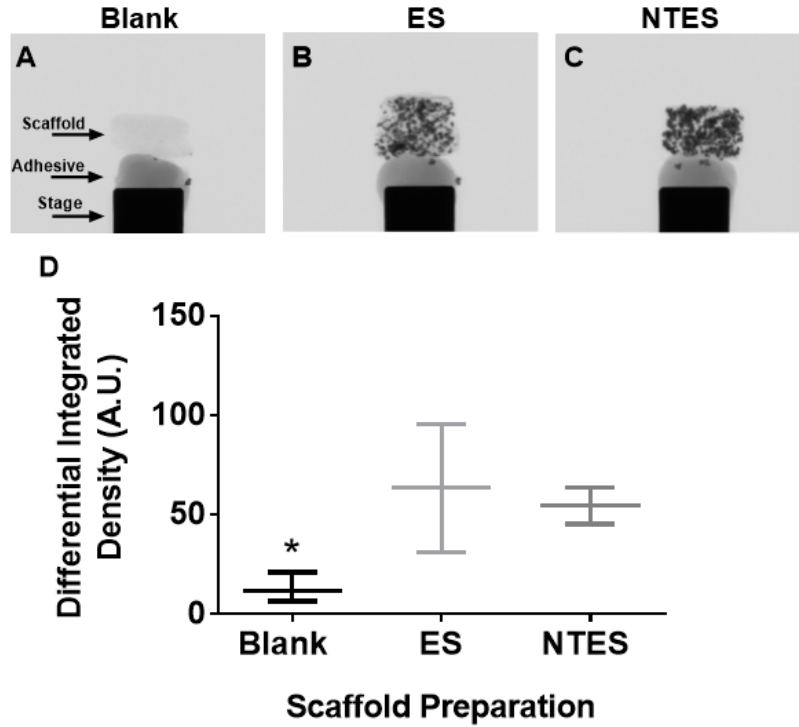 Blank
ES
NTES
A
B
C
Scaffold
Adhesive
Stage
D
Differential Integrated
Density (A.U.)
150
100
50
0
*
Blank
ES
NTES
Scaffold Preparation